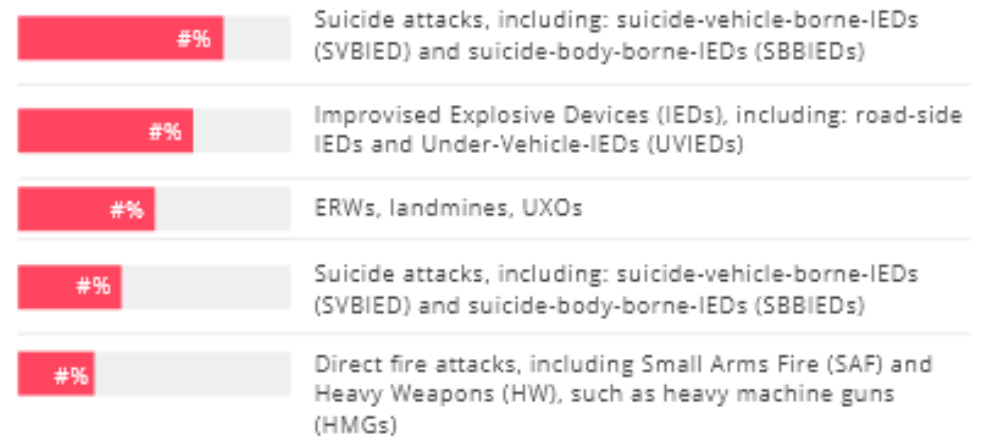 #%
Suicide attacks, including: suicide-vehicle-borne-IEDs
(SVBIED) and suicide-body-borne-IEDs (SBBIEDs)
#%
Improvised Explosive Devices (IEDs), including: road-side
IEDs and Under-Vehicle-IEDs (UVIEDs)
#%
ERWs, landmines, UXOs
#%
Suicide attacks, including: suicide-vehicle-borne-IEDs
(SVBIED) and suicide-body-borne-IEDs (SBBIEDs)
#%
Direct fire attacks, including Small Arms Fire (SAF) and
Heavy Weapons (HW), such as heavy machine guns
(HMGs)